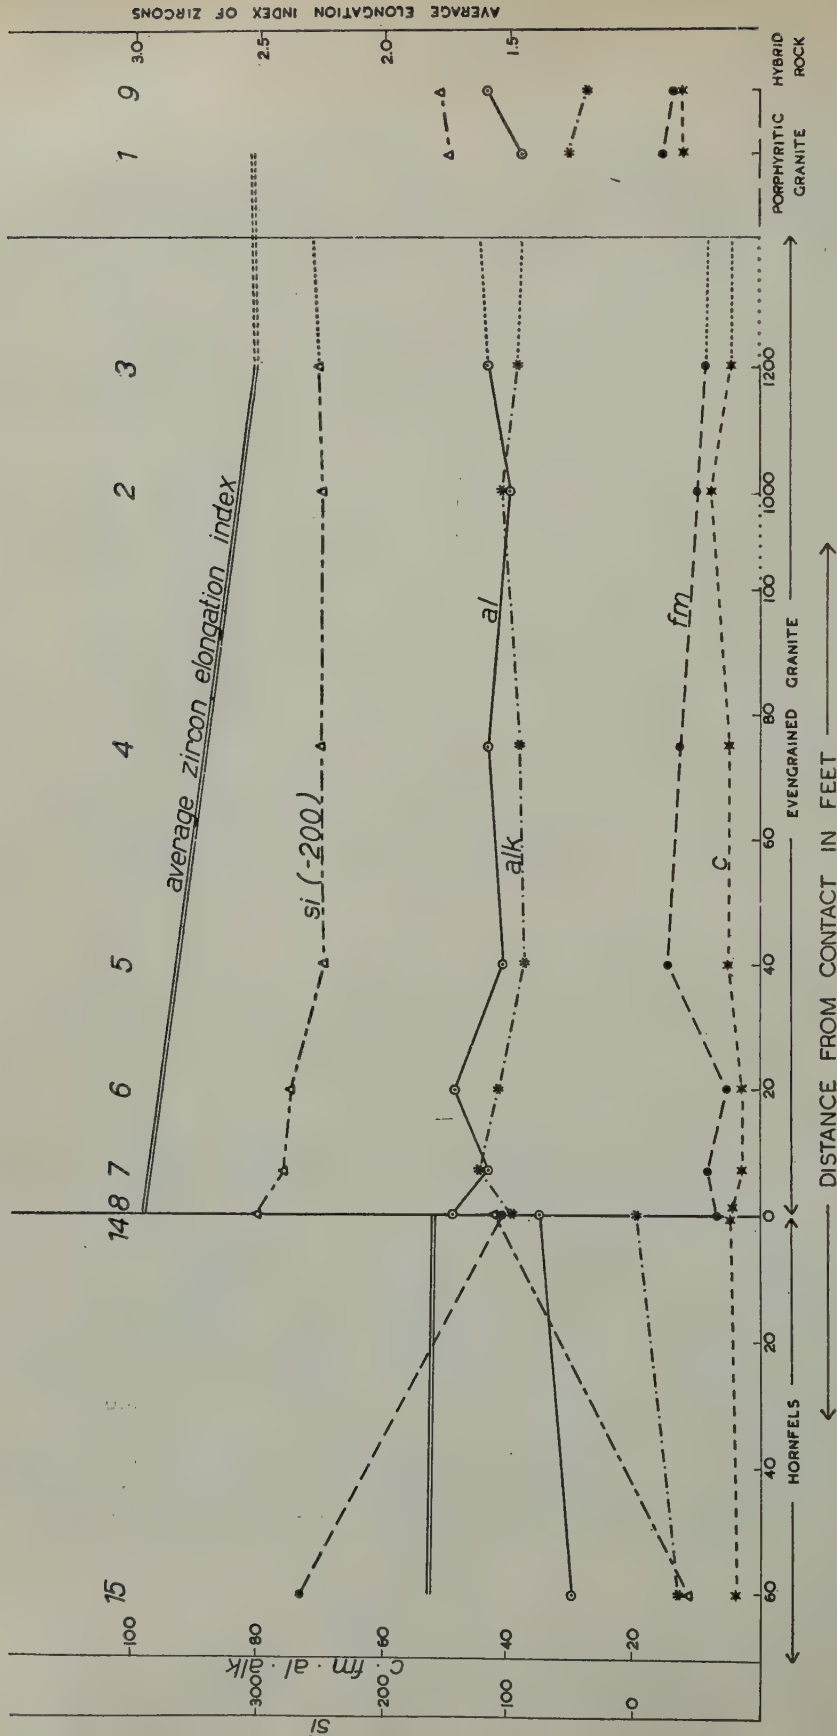 AVERAGE ELONGATION INDEX OF ZIRCONS
3.0
2.5
2.0
1.5
15
14
8
7
6
5
4
2
3
1
9
average zircon elongation index
si (-200)
al
alk
fm
c
SI
300
200
100
0
C. fm. al. alk
100
80
60
40
20
60
40
20
0
20
40
60
80
100
1000
1200
HORNFELS
EVENGRAINED GRANITE
PORPHYRITIC GRANITE
HYBRID ROCK
DISTANCE FROM CONTACT IN FEET